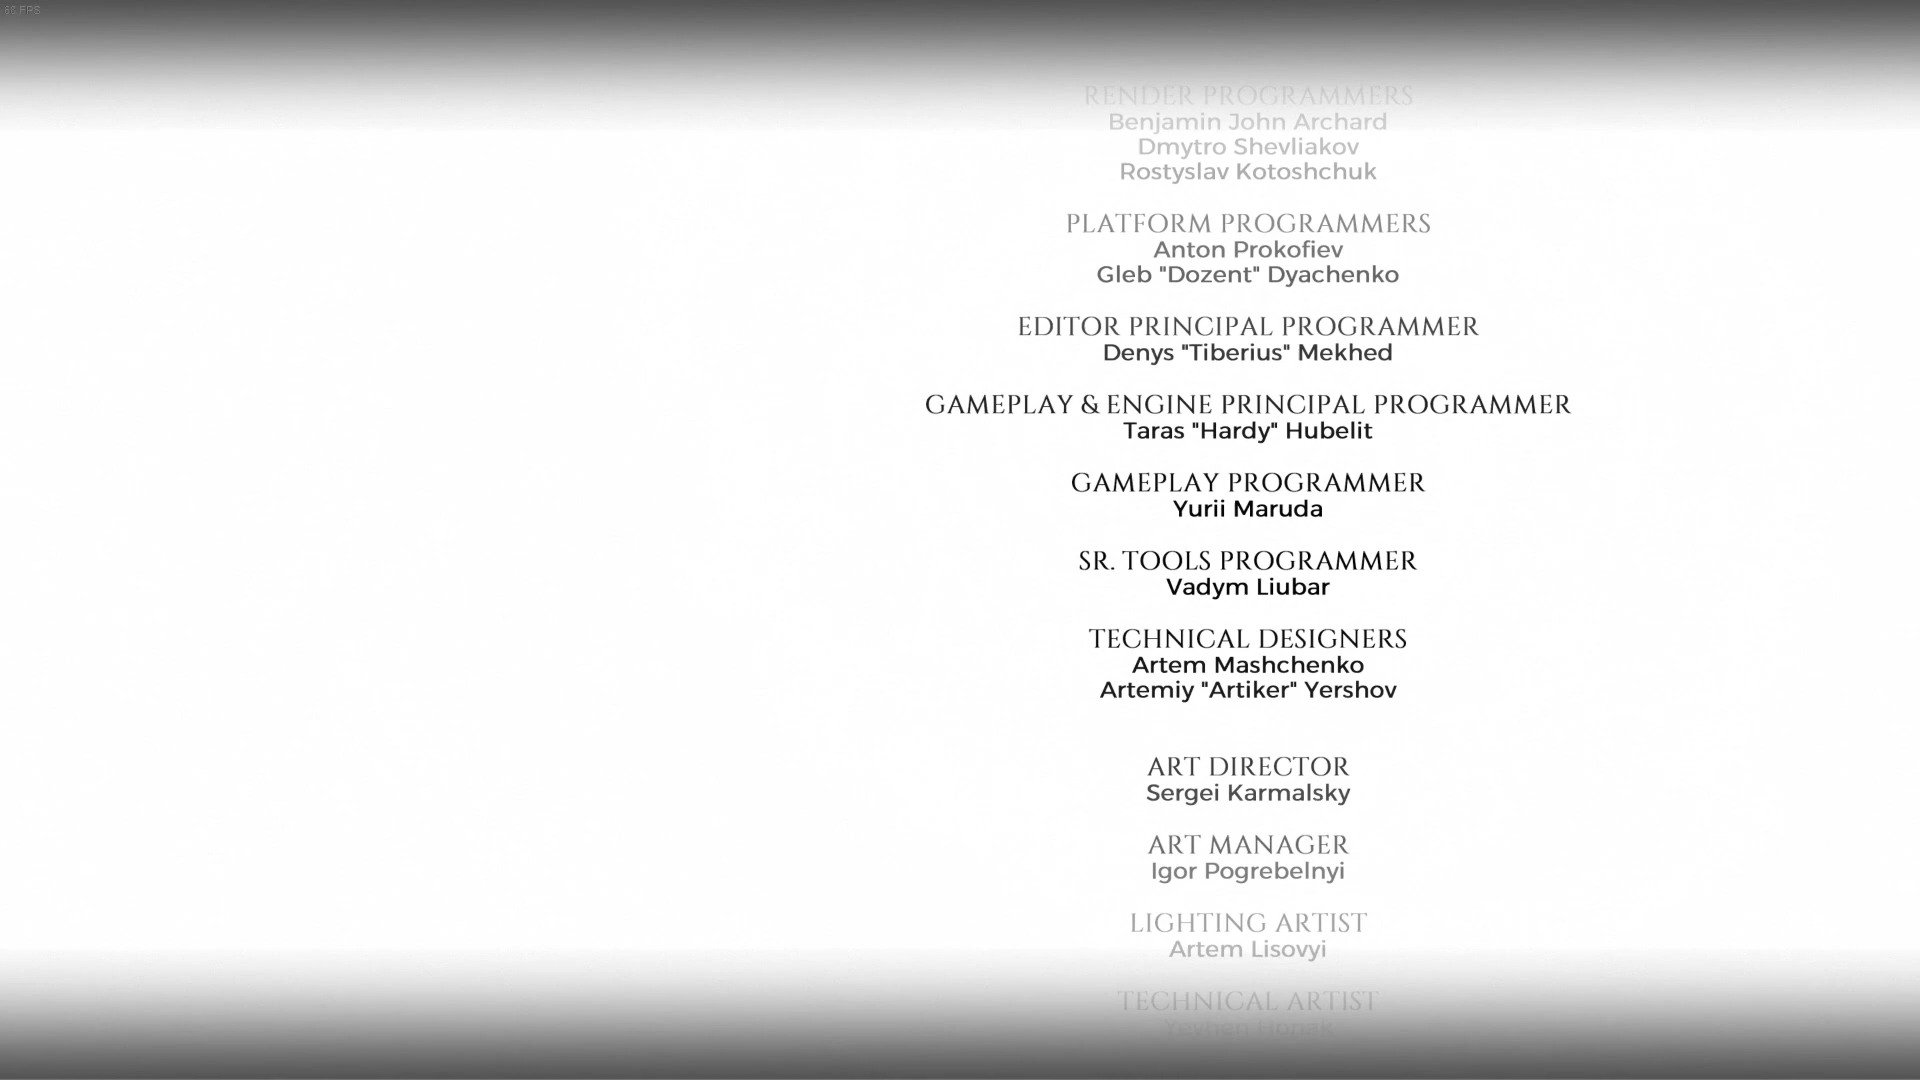 RENDER PROGRAMMERS
Benjamin John Archard
Dmytro Shevliakov
Rostyslav Kotoshchuk
PLATFORM PROGRAMMERS
Anton Prokofiev
Gleb "Dozent" Dyachenko
EDITOR PRINCIPAL PROGRAMMER
Denys "Tiberius" Mekhed
GAMEPLAY & ENGINE PRINCIPAL PROGRAMMER
Taras "Hardy" Hubelit
GAMEPLAY PROGRAMMER
Yurii Maruda
SR. TOOLS PROGRAMMER
Vadym Liubar
TECHNICAL DESIGNERS
Artem Mashchenko
Artemiy "Artiker" Yershov
ART DIRECTOR
Sergei Karmalsky
ART MANAGER
Igor Pogrebelnyi
LIGHTING ARTIST
Artem Lisovyi
TECHNICAL ARTIST
Yevhen Hopak